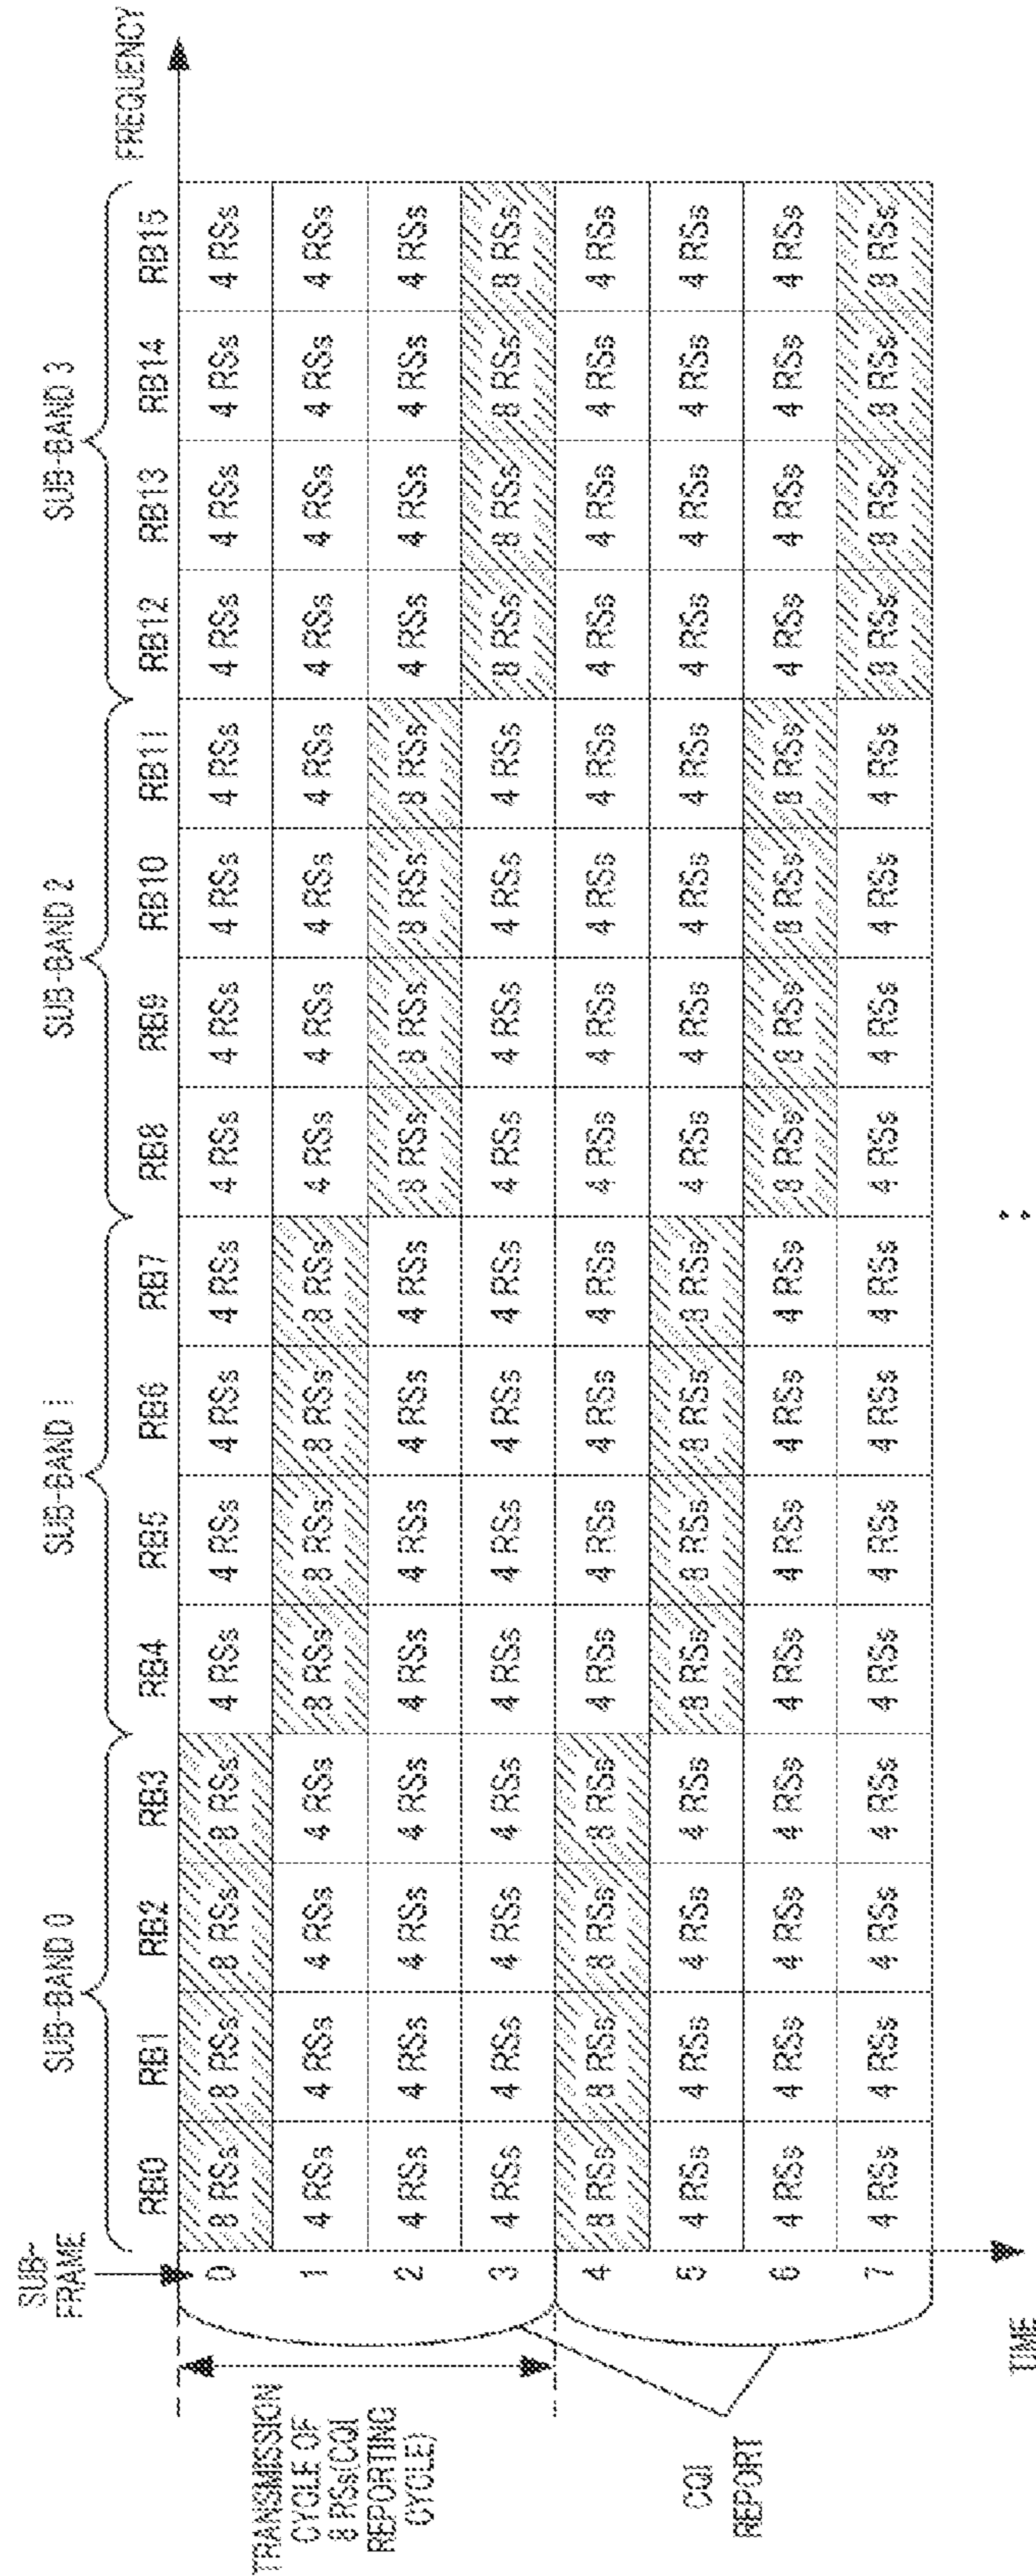 SUB-BAND 0 SUB-BAND 1 SUB-BAND 2 SUB-BAND 3
SUB-
FRAME
RB0 RB1 RB2 RB3 RB4 RB5 RB6 RB7 RB8 RB9 RB10 RB11 RB12 RB13 RB14 RB15 FREQUENCY
0 8 RSs 8 RSs 8 RSs 8 RSs 4 RSs 4 RSs 4 RSs 4 RSs 4 RSs 4 RSs 4 RSs 4 RSs 4 RSs 4 RSs 4 RSs 4 RSs
1 4 RSs 4 RSs 4 RSs 4 RSs 8 RSs 8 RSs 8 RSs 8 RSs 4 RSs 4 RSs 4 RSs 4 RSs 4 RSs 4 RSs 4 RSs 4 RSs
2 4 RSs 4 RSs 4 RSs 4 RSs 4 RSs 4 RSs 4 RSs 4 RSs 8 RSs 8 RSs 8 RSs 8 RSs 4 RSs 4 RSs 4 RSs 4 RSs
3 4 RSs 4 RSs 4 RSs 4 RSs 4 RSs 4 RSs 4 RSs 4 RSs 4 RSs 4 RSs 4 RSs 4 RSs 8 RSs 8 RSs 8 RSs 8 RSs
4 8 RSs 8 RSs 8 RSs 8 RSs 4 RSs 4 RSs 4 RSs 4 RSs 4 RSs 4 RSs 4 RSs 4 RSs 4 RSs 4 RSs 4 RSs 4 RSs
5 4 RSs 4 RSs 4 RSs 4 RSs 8 RSs 8 RSs 8 RSs 8 RSs 4 RSs 4 RSs 4 RSs 4 RSs 4 RSs 4 RSs 4 RSs 4 RSs
6 4 RSs 4 RSs 4 RSs 4 RSs 4 RSs 4 RSs 4 RSs 4 RSs 8 RSs 8 RSs 8 RSs 8 RSs 4 RSs 4 RSs 4 RSs 4 RSs
7 4 RSs 4 RSs 4 RSs 4 RSs 4 RSs 4 RSs 4 RSs 4 RSs 4 RSs 4 RSs 4 RSs 4 RSs 8 RSs 8 RSs 8 RSs 8 RSs
TRANSMISSION
CYCLE OF
8 RSs(CQI
REPORTING
CYCLE)
CQI
REPORT
TIME